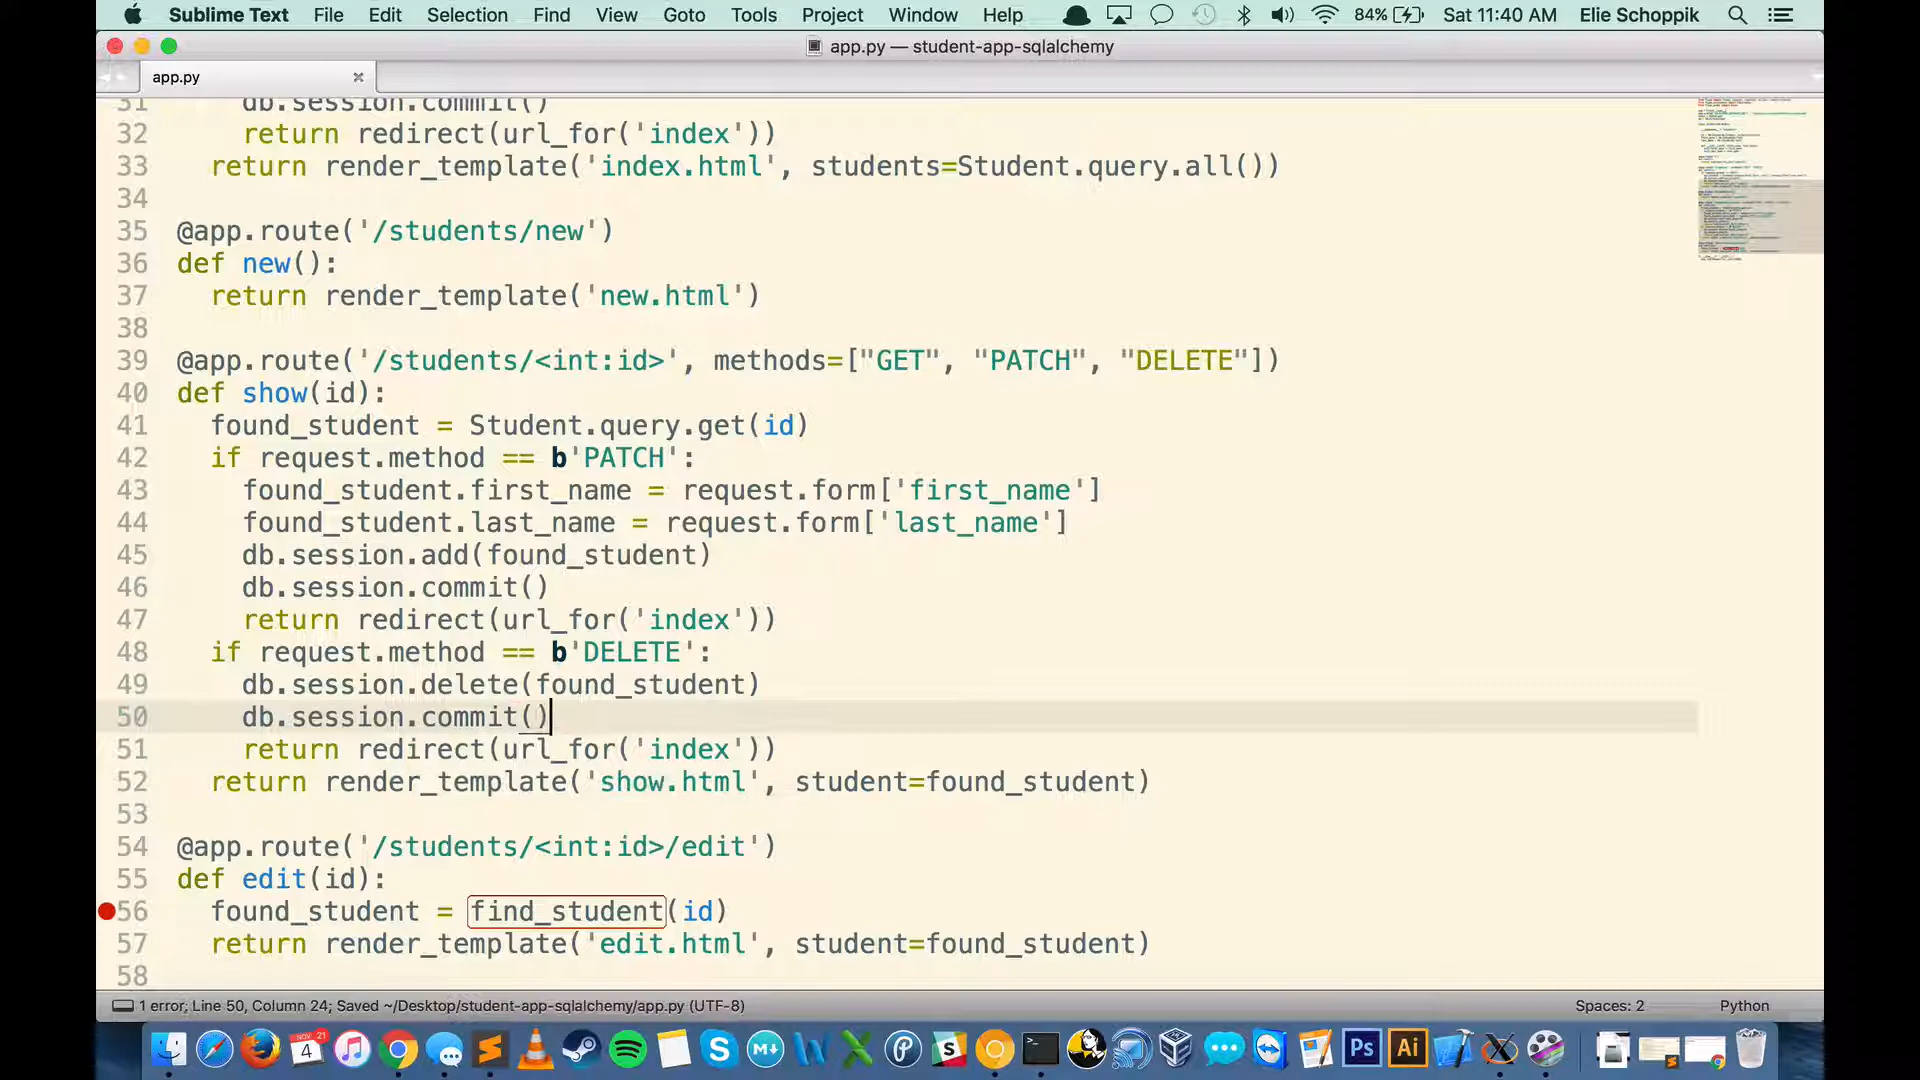 Sublime Text File Edit Selection Find View Goto Tools Project Window Help 84% Sat 11:40 AM Elie Schoppik
app.py — student-app-sqlalchemy
app.py
31 db.session.commit()
32 return redirect(url_for('index'))
33 return render_template('index.html', students=Student.query.all())
34
35 @app.route('/students/new')
36 def new():
37 return render_template('new.html')
38
39 @app.route('/students/<int:id>', methods=["GET", "PATCH", "DELETE"])
40 def show(id):
41 found_student = Student.query.get(id)
42 if request.method == b'PATCH':
43 found_student.first_name = request.form['first_name']
44 found_student.last_name = request.form['last_name']
45 db.session.add(found_student)
46 db.session.commit()
47 return redirect(url_for('index'))
48 if request.method == b'DELETE':
49 db.session.delete(found_student)
50 db.session.commit()
51 return redirect(url_for('index'))
52 return render_template('show.html', student=found_student)
53
54 @app.route('/students/<int:id>/edit')
55 def edit(id):
56 found_student = find_student(id)
57 return render_template('edit.html', student=found_student)
58
1 error; Line 50, Column 24; Saved ~/Desktop/student-app-sqlalchemy/app.py (UTF-8) Spaces: 2 Python
NOV 21
4
Ps
Ai